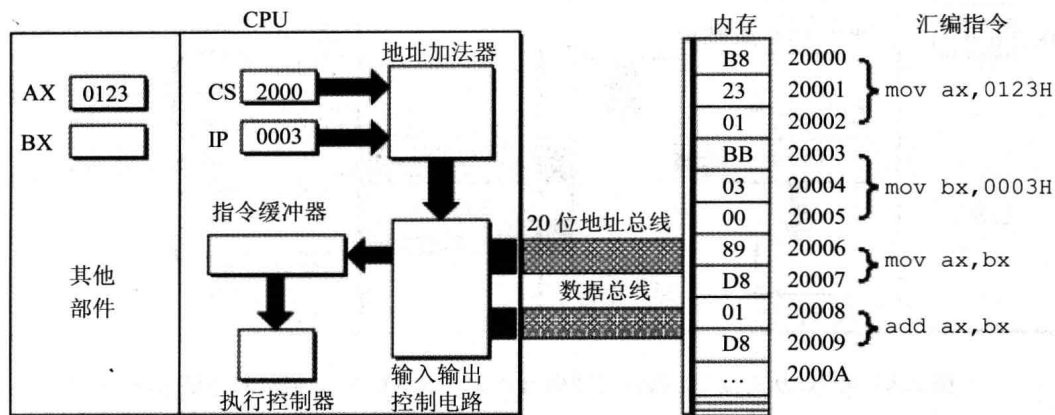 CPU
内存
汇编指令
地址加法器
AX 0123
BX
CS 2000
IP 0003
指令缓冲器
其他
部件
执行控制器
输入输出
控制电路
20 位地址总线
数据总线
B8 20000
23 20001 mov ax,0123H
01 20002
BB 20003
03 20004 mov bx,0003H
00 20005
89 20006
mov ax,bx
D8 20007
01 20008
add ax,bx
D8 20009
… 2000A